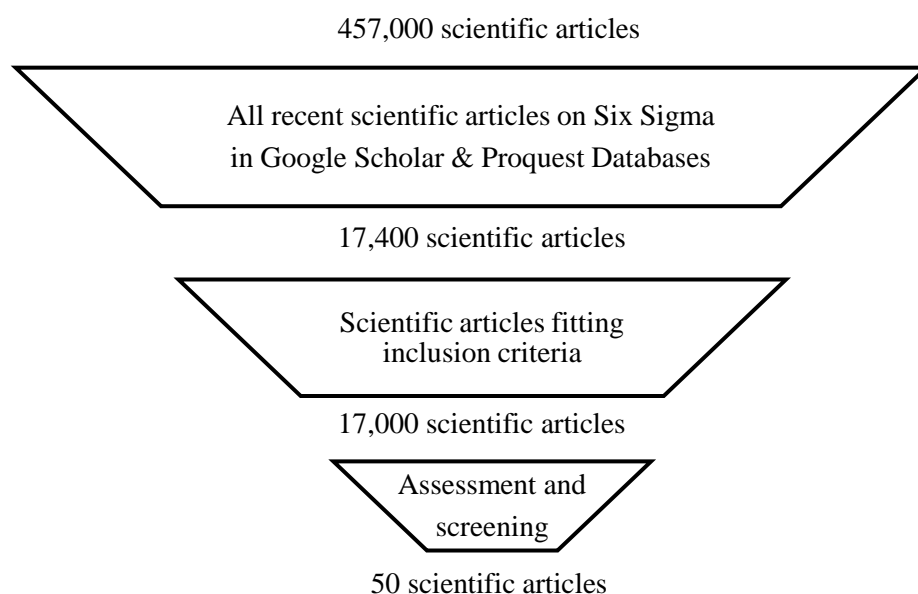 457,000 scientific articles
All recent scientific articles on Six Sigma
in Google Scholar & Proquest Databases
17,400 scientific articles
Scientific articles fitting
inclusion criteria
17,000 scientific articles
Assessment and
screening
50 scientific articles